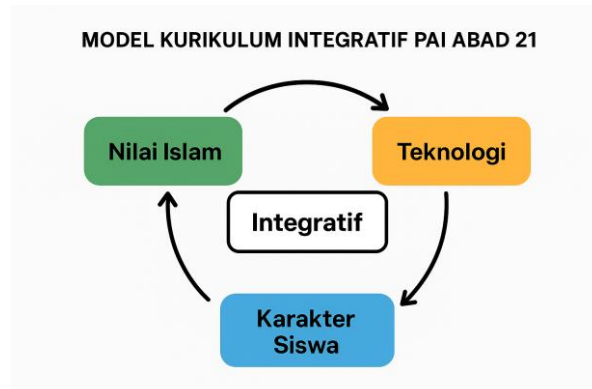 MODEL KURIKULUM INTEGRATIF PAI ABAD 21
Nilai Islam
Teknologi
Integratif
Karakter
Siswa